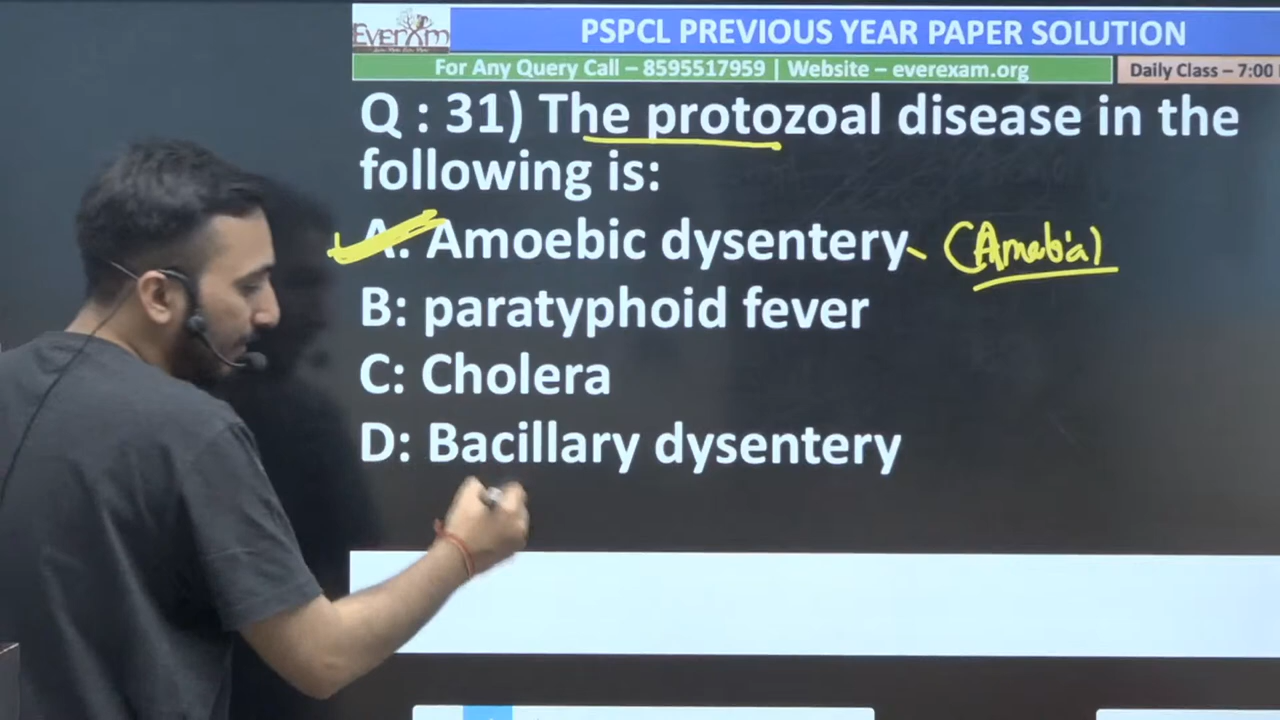 EverExam
PSPCL PREVIOUS YEAR PAPER SOLUTION
For Any Query Call – 8595517959 | Website – everexam.org
Daily Class – 7:00
Q : 31) The protozoal disease in the
following is:
A. Amoebic dysentery (Amebia)
B: paratyphoid fever
C: Cholera
D: Bacillary dysentery